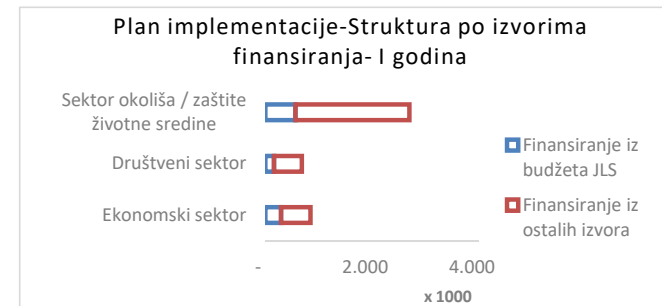 Plan implementacije-Struktura po izvorima
finansiranja- I godina
Sektor okoliša / zaštite
životne sredine
Društveni sektor
Ekonomski sektor
Finansiranje iz
budžeta JLS
Finansiranje iz
ostalih izvora
- 2.000 4.000
x 1000